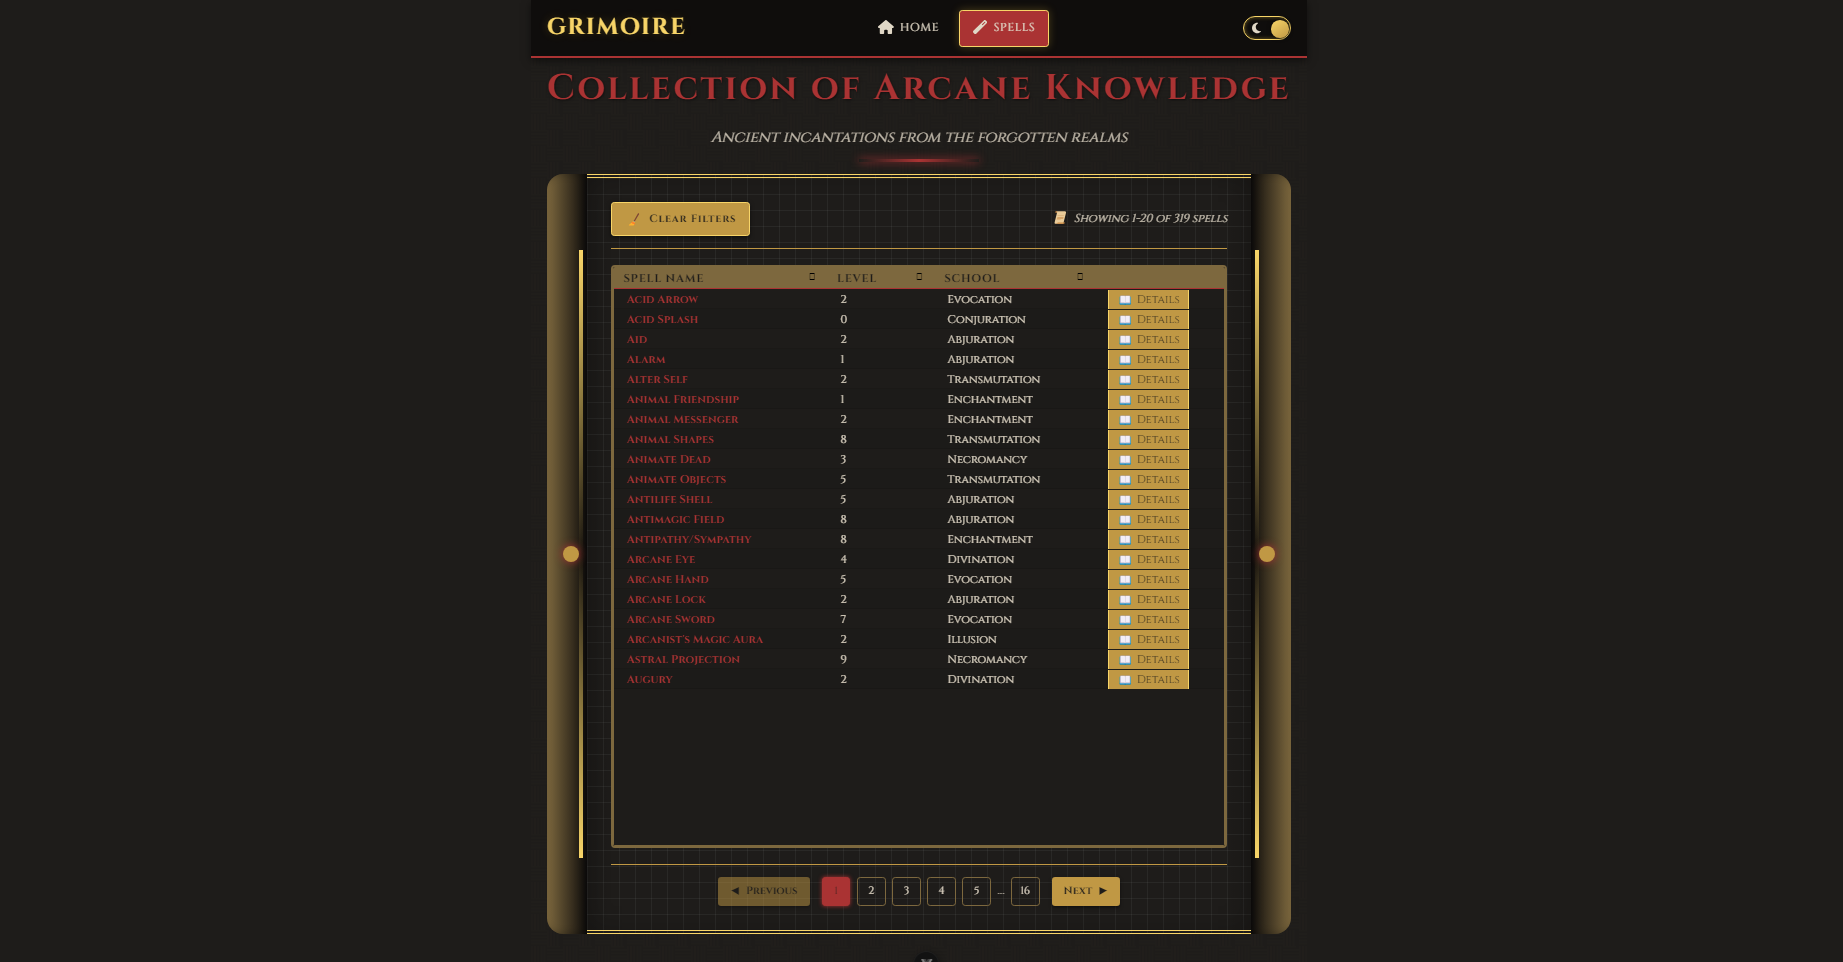 GRIMOIRE
HOME
SPELLS
Collection of Arcane Knowledge
Ancient incantations from the forgotten realms
Clear Filters
Showing 1-20 of 319 spells
SPELL NAME LEVEL SCHOOL
Acid Arrow 2 Evocation Details
Acid Splash 0 Conjuration Details
Aid 2 Abjuration Details
Alarm 1 Abjuration Details
Alter Self 2 Transmutation Details
Animal Friendship 1 Enchantment Details
Animal Messenger 2 Enchantment Details
Animal Shapes 8 Transmutation Details
Animate Dead 3 Necromancy Details
Animate Objects 5 Transmutation Details
Antilife Shell 5 Abjuration Details
Antimagic Field 8 Abjuration Details
Antipathy/Sympathy 8 Enchantment Details
Arcane Eye 4 Divination Details
Arcane Hand 5 Evocation Details
Arcane Lock 2 Abjuration Details
Arcane Sword 7 Evocation Details
Arcanist's Magic Aura 2 Illusion Details
Astral Projection 9 Necromancy Details
Augury 2 Divination Details
◄ Previous 1 2 3 4 5 ... 16 Next ►